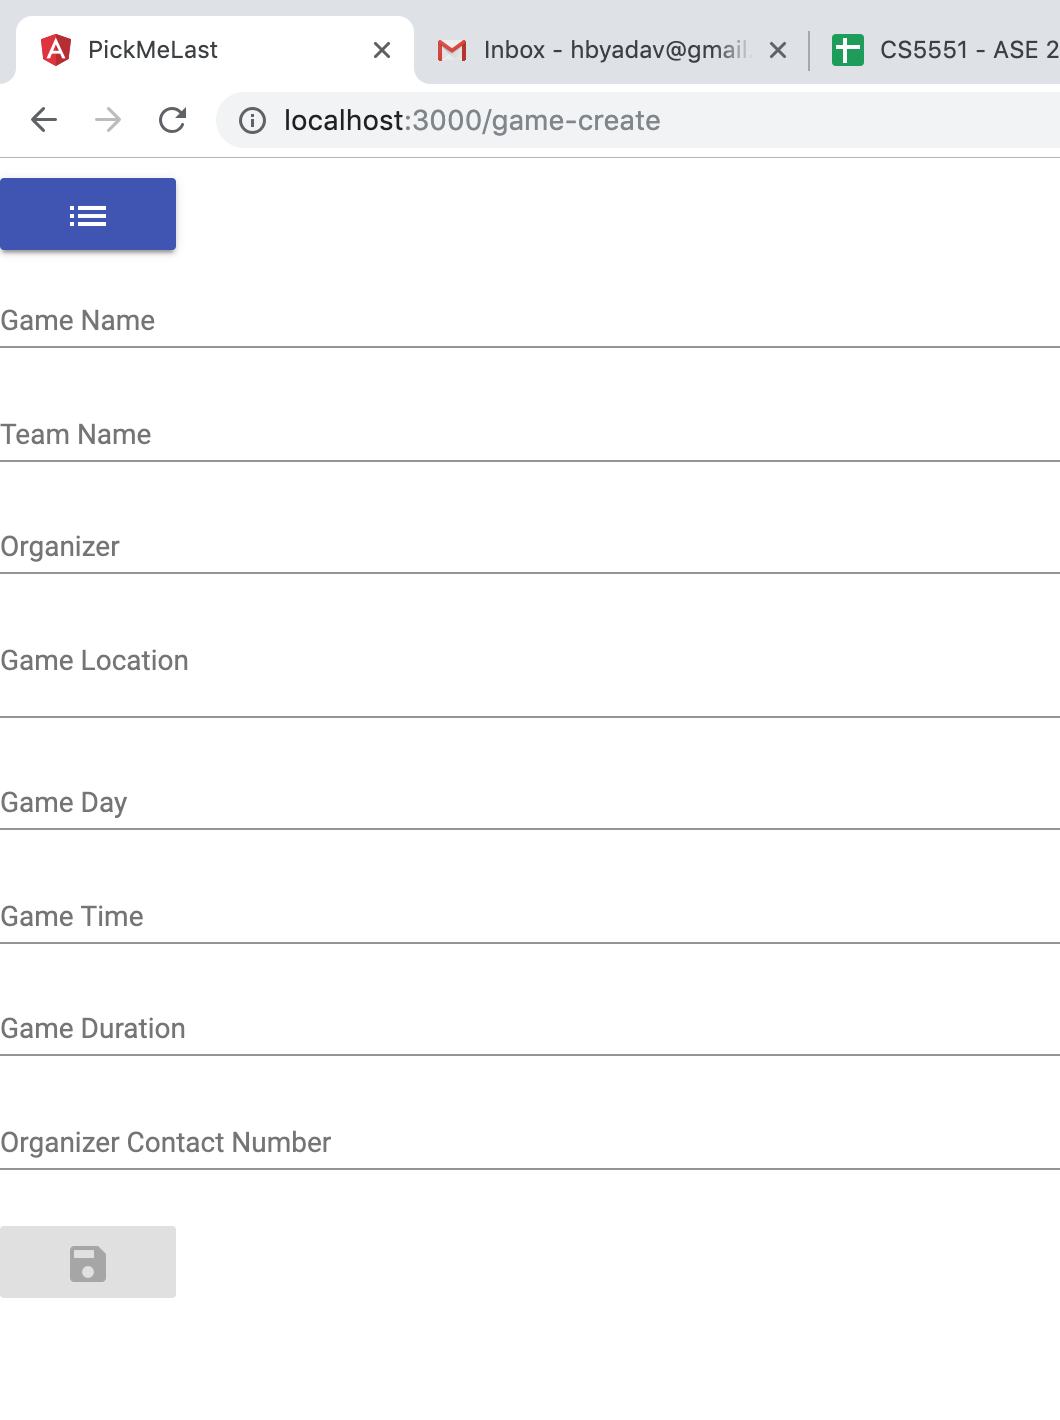 PickMeLast
Inbox - hbyadav@gmail.
CS5551 - ASE 2
localhost:3000/game-create
Game Name
Team Name
Organizer
Game Location
Game Day
Game Time
Game Duration
Organizer Contact Number